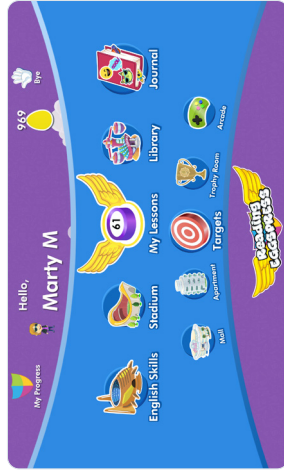 My Progress
Hello,
Marty M
969
Bye
English Skills
Stadium
My Lessons
61
Library
Journal
Mall
Apartment
Targets
Trophy Room
Arcade
Reading
EGGSPRESS